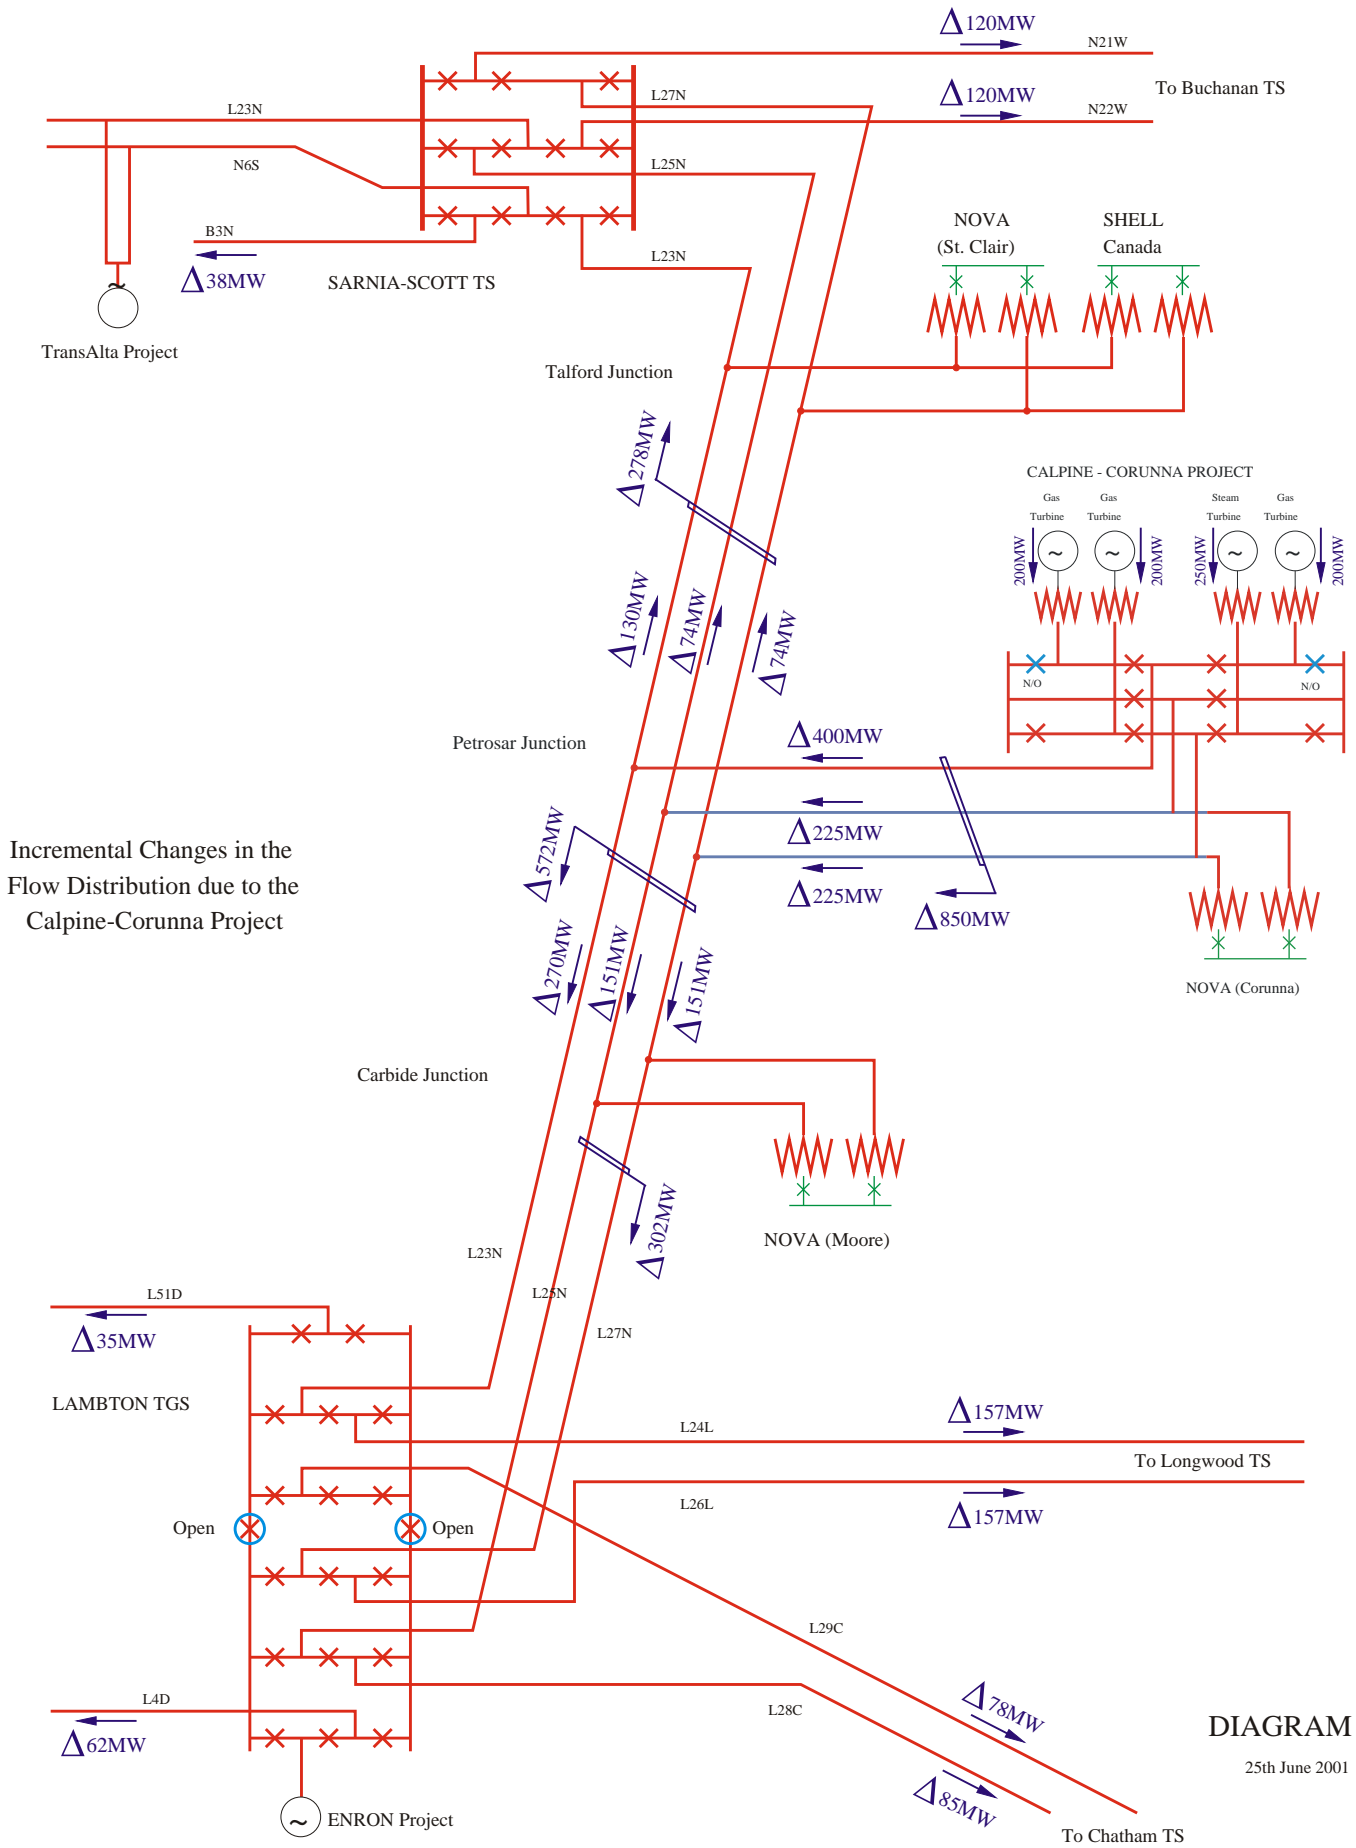 Δ120MW
N21W
To Buchanan TS
L27N
Δ120MW
N22W
L23N
N6S
L25N
B3N
Δ38MW
L23N
SARNIA-SCOTT TS
TransAlta Project
NOVA
(St. Clair)
SHELL
Canada
Talford Junction
Δ278MW
CALPINE - CORUNNA PROJECT
Gas
Turbine
Gas
Turbine
Steam
Turbine
Gas
Turbine
200MW
~
~
200MW
250MW
~
~
200MW
N/O
N/O
Δ130MW
Δ74MW
Δ74MW
Petrosar Junction
Δ400MW
Δ225MW
Δ225MW
Δ850MW
Δ572MW
Incremental Changes in the
Flow Distribution due to the
Calpine-Corunna Project
Δ270MW
Δ151MW
Δ151MW
NOVA (Corunna)
Carbide Junction
NOVA (Moore)
Δ302MW
L23N
L25N
L27N
L51D
Δ35MW
LAMBTON TGS
L24L
Δ157MW
To Longwood TS
L26L
Δ157MW
Open
Open
L29C
Δ78MW
L28C
Δ85MW
To Chatham TS
L4D
Δ62MW
~
ENRON Project
DIAGRAM
25th June 2001